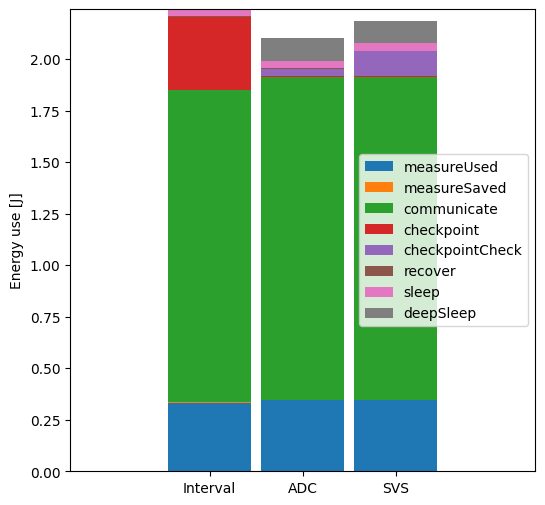 2.00
1.75
1.50
1.25
1.00
0.75
0.50
0.25
0.00
Energy use [J]
measureUsed
measureSaved
communicate
checkpoint
checkpointCheck
recover
sleep
deepSleep
Interval ADC SVS